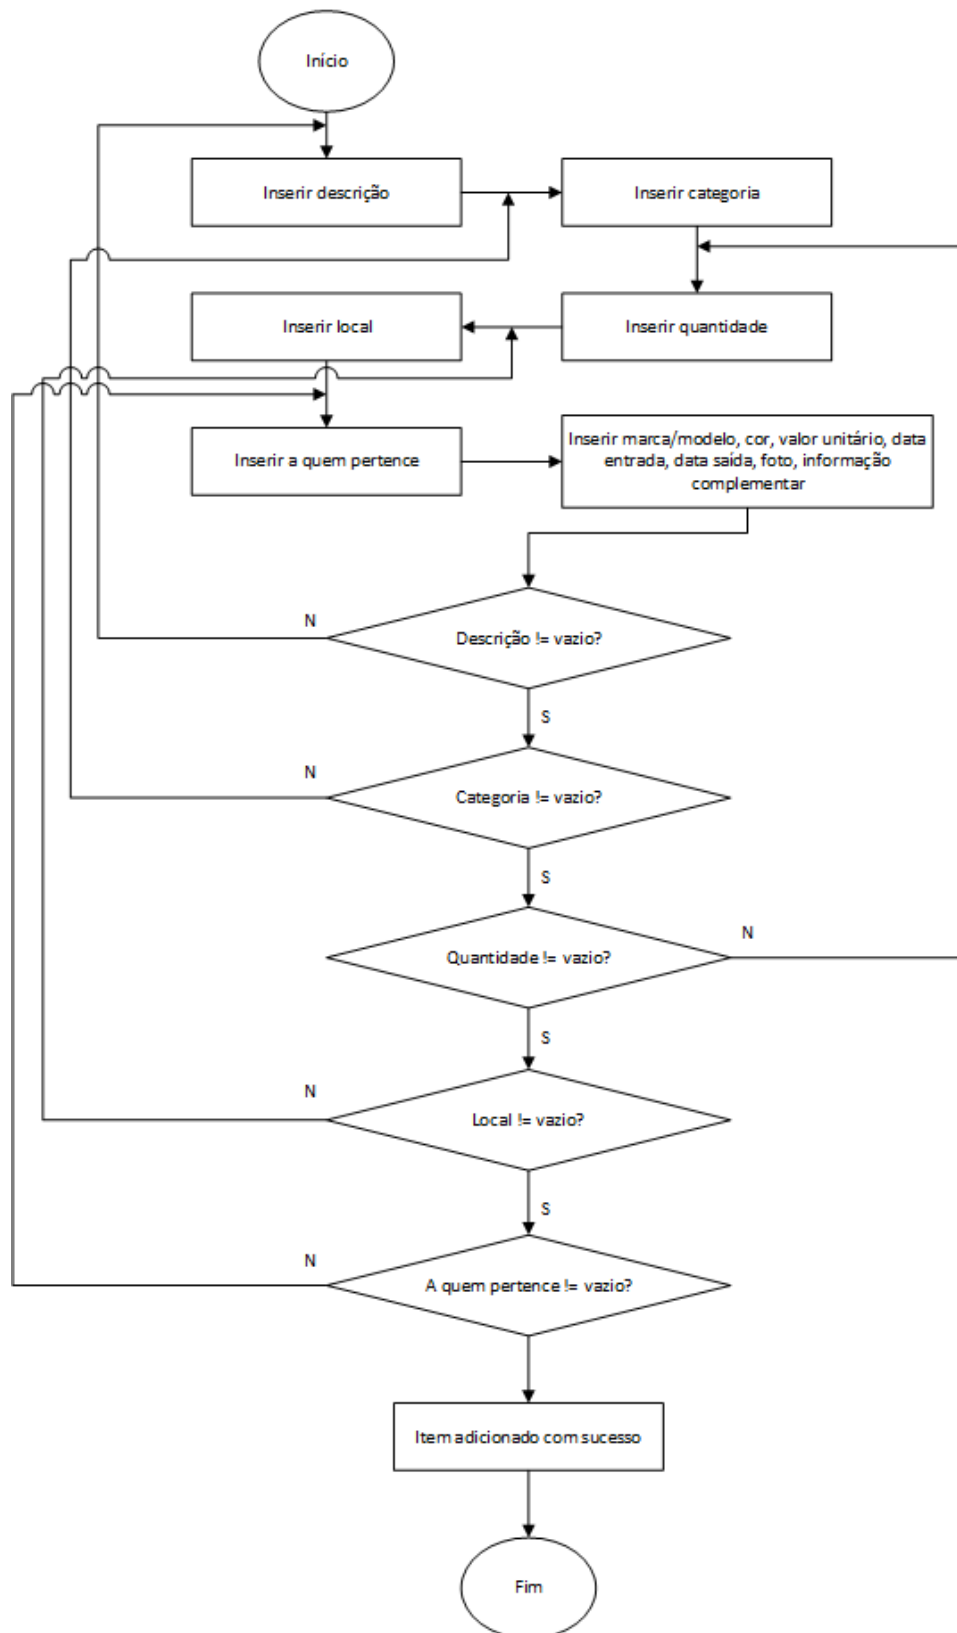 Início
Inserir descrição
Inserir categoria
Inserir local
Inserir quantidade
Inserir a quem pertence
Inserir marca/modelo, cor, valor unitário, data
entrada, data saída, foto, informação
complementar
N
Descrição != vazio?
S
N
Categoria != vazio?
S
N
Quantidade != vazio?
S
N
Local != vazio?
S
N
A quem pertence != vazio?
Item adicionado com sucesso
Fim